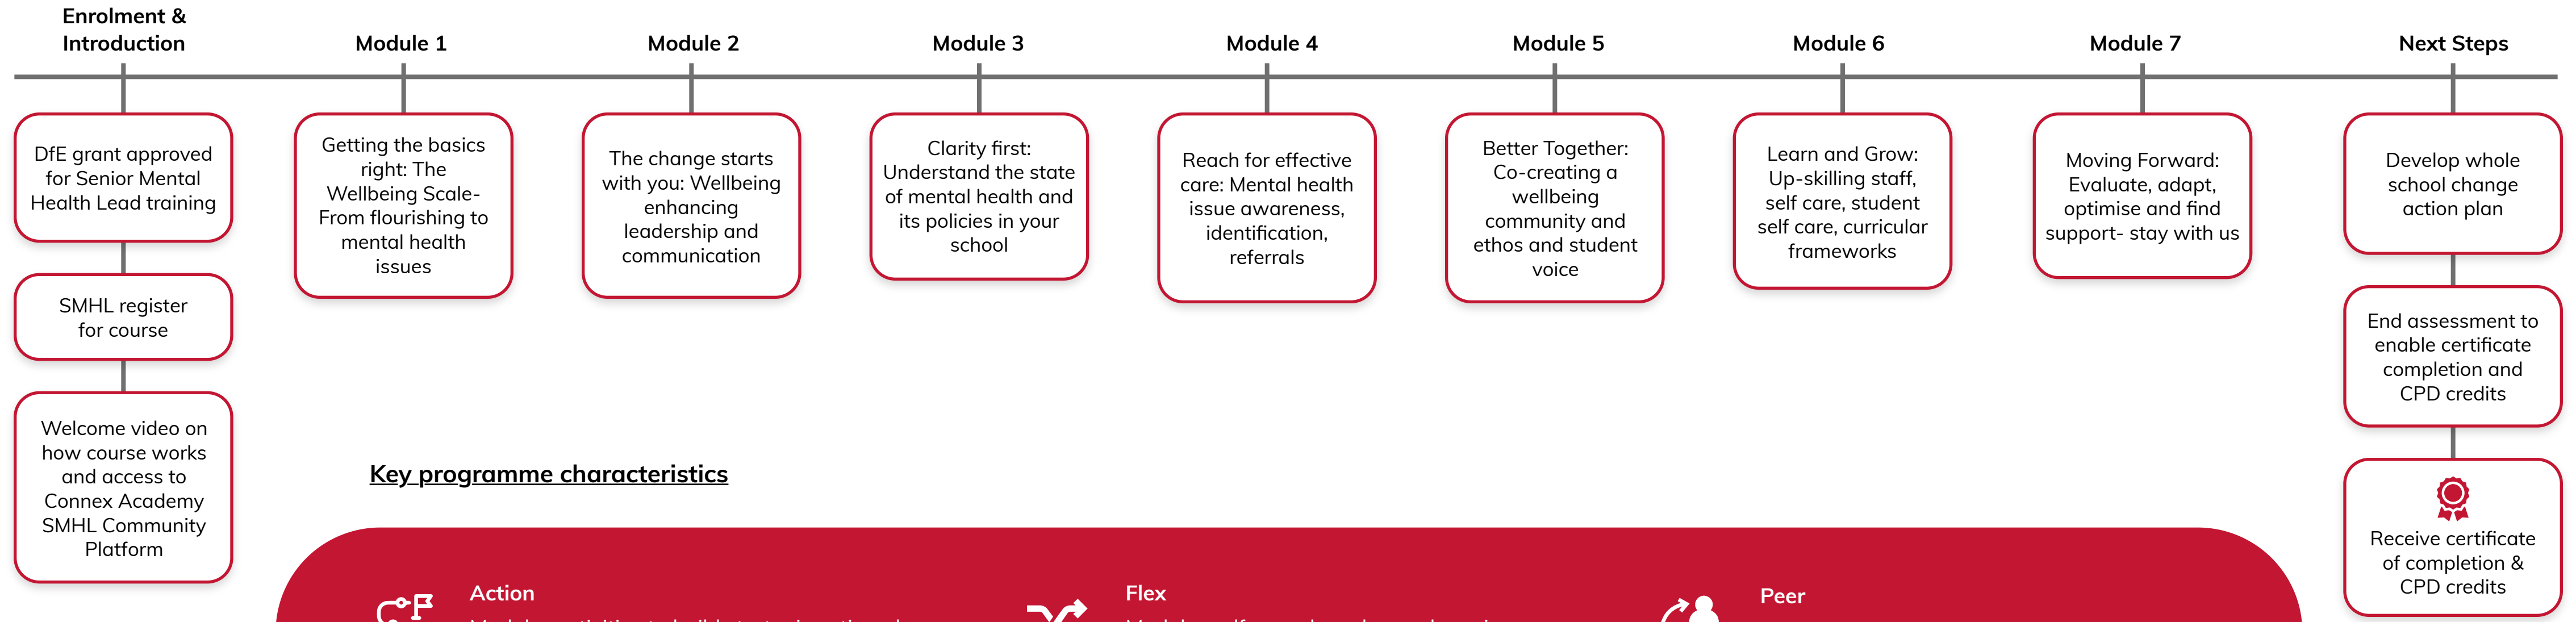 Enrolment &
Introduction
Module 1
Module 2
Module 3
Module 4
Module 5
Module 6
Module 7
Next Steps
DfE grant approved
for Senior Mental
Health Lead training
SMHL register
for course
Welcome video on
how course works
and access to
Connex Academy
SMHL Community
Platform
Getting the basics
right: The
Wellbeing Scale-
From flourishing to
mental health
issues
The change starts
with you: Wellbeing
enhancing
leadership and
communication
Clarity first:
Understand the state
of mental health and
its policies in your
school
Reach for effective
care: Mental health
issue awareness,
identification,
referrals
Better Together:
Co-creating a
wellbeing
community and
ethos and student
voice
Learn and Grow:
Up-skilling staff,
self care, student
self care, curricular
frameworks
Moving Forward:
Evaluate, adapt,
optimise and find
support- stay with us
Develop whole
school change
action plan
End assessment to
enable certificate
completion and
CPD credits
Receive certificate
of completion &
CPD credits
Key programme characteristics
Action
Flex
Peer